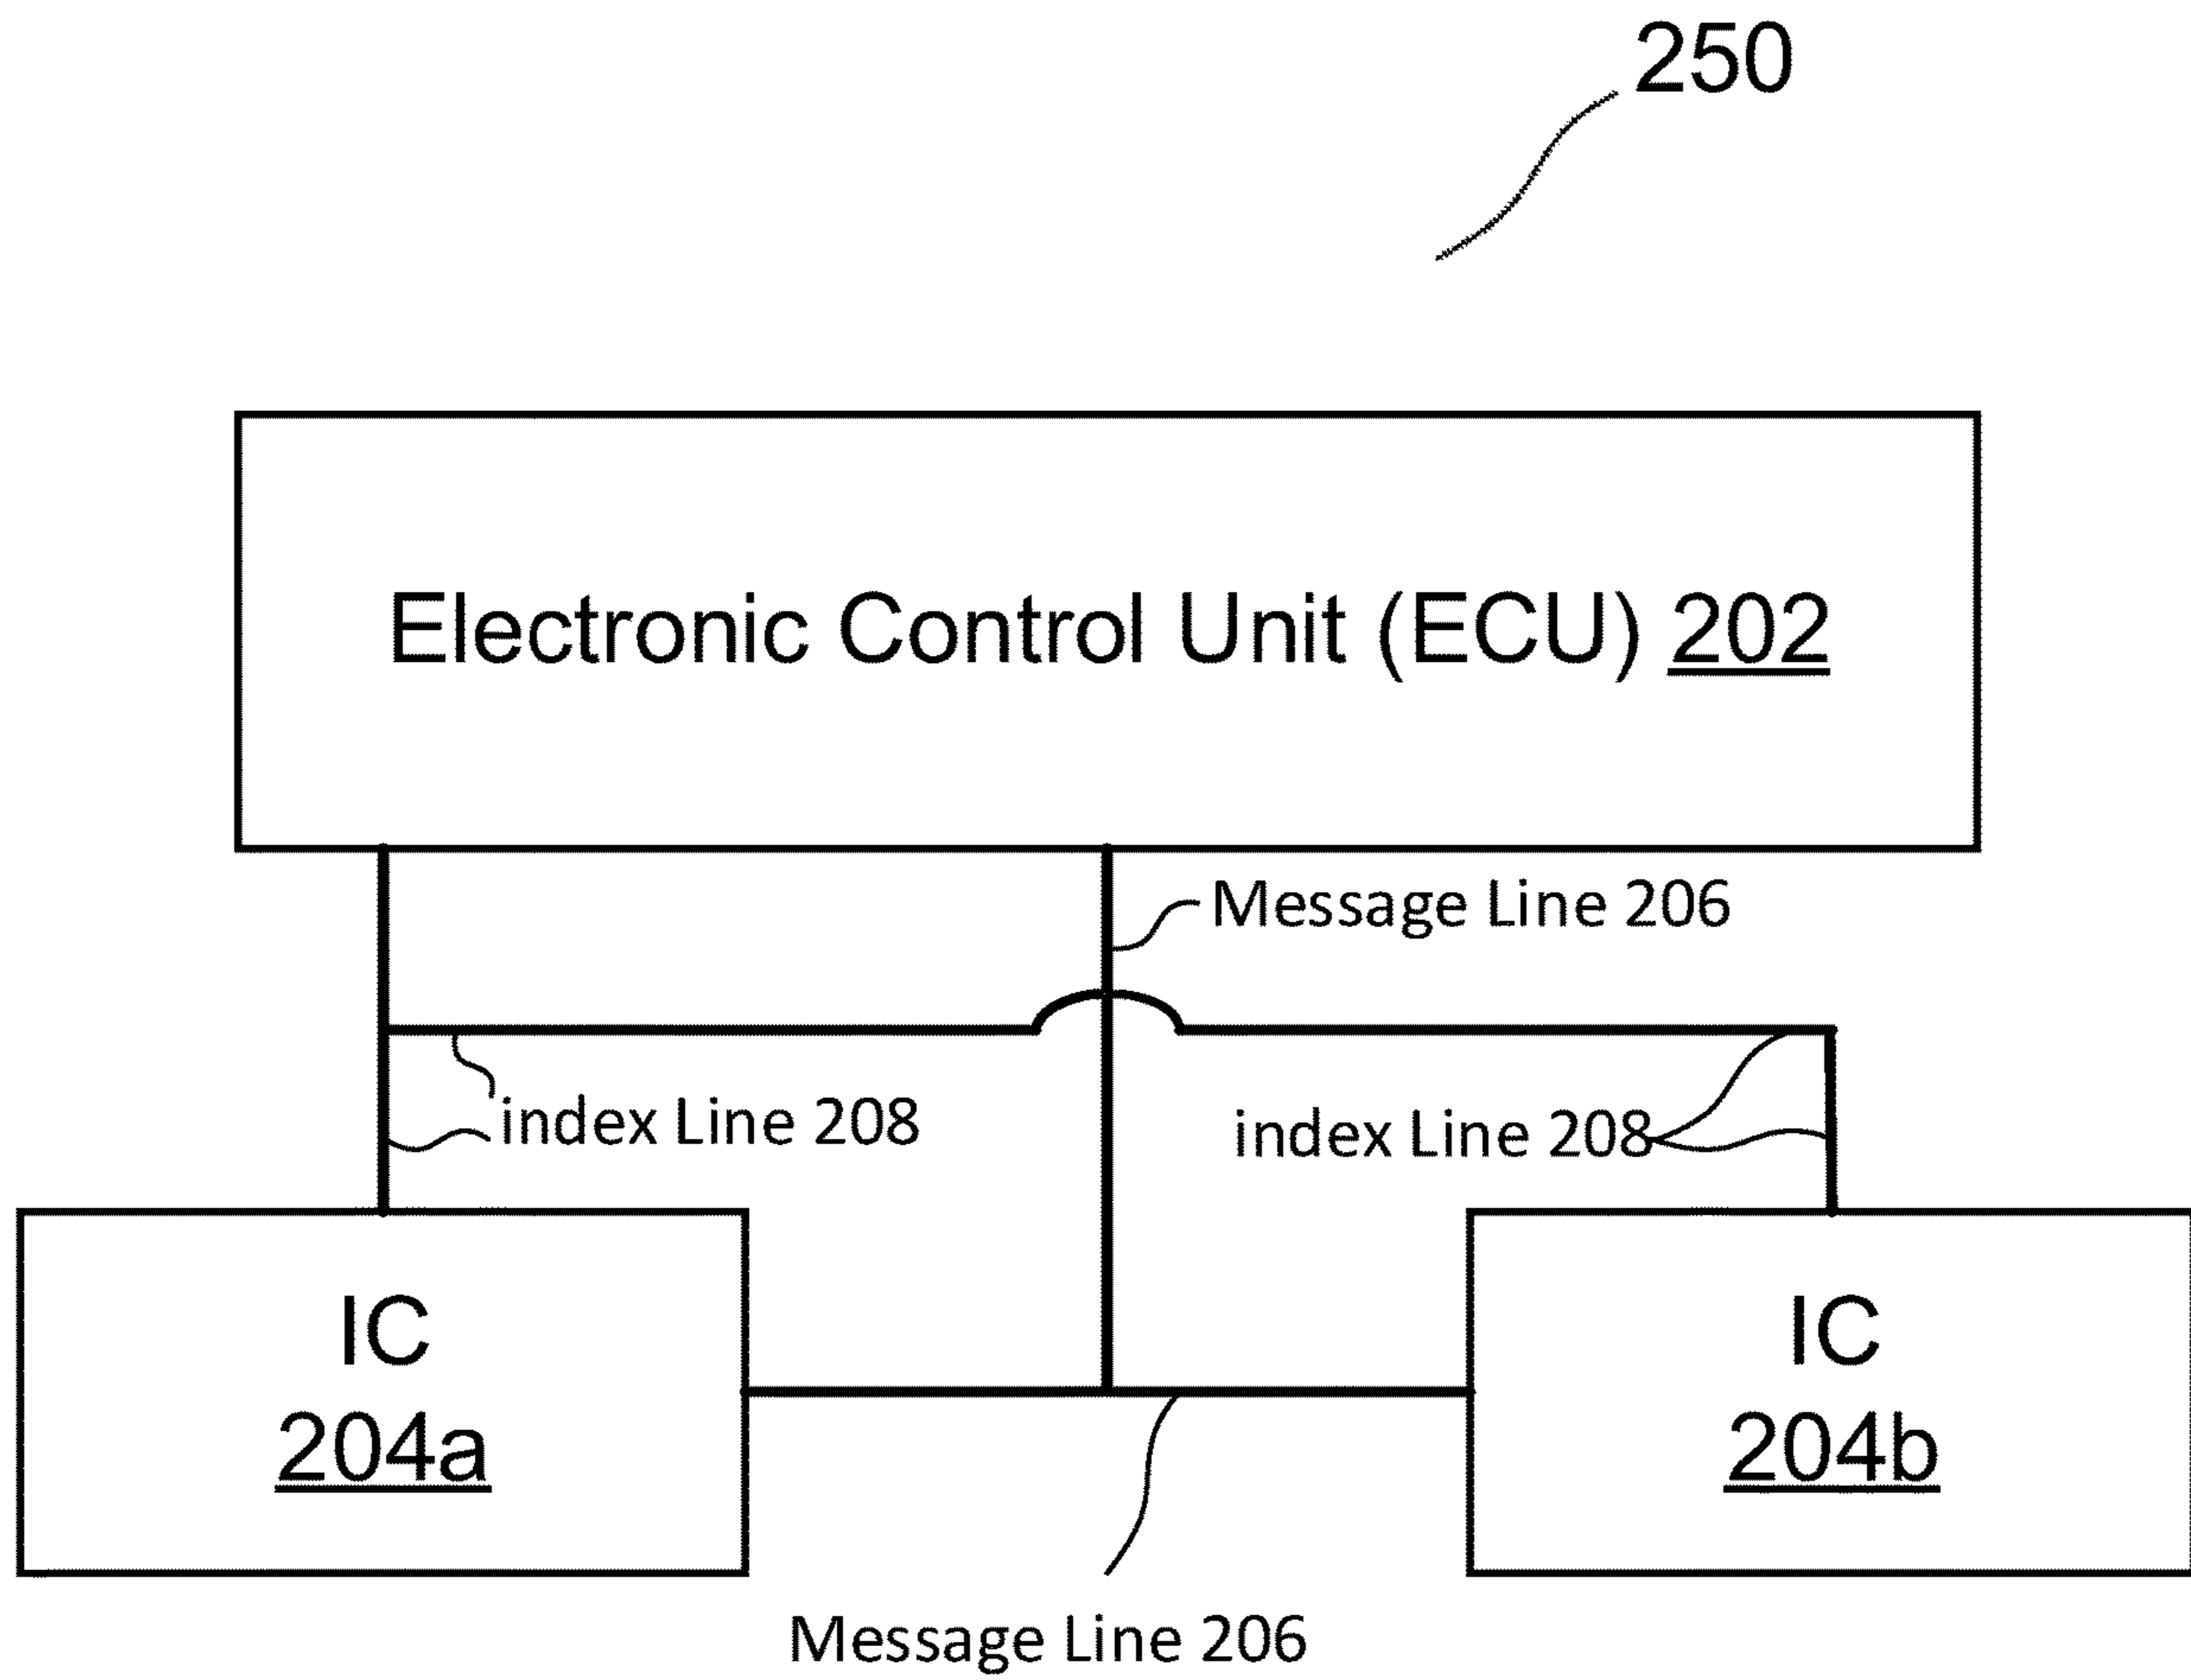 250
Electronic Control Unit (ECU) 202
Message Line 206
index Line 208
index Line 208
IC
204a
IC
204b
Message Line 206